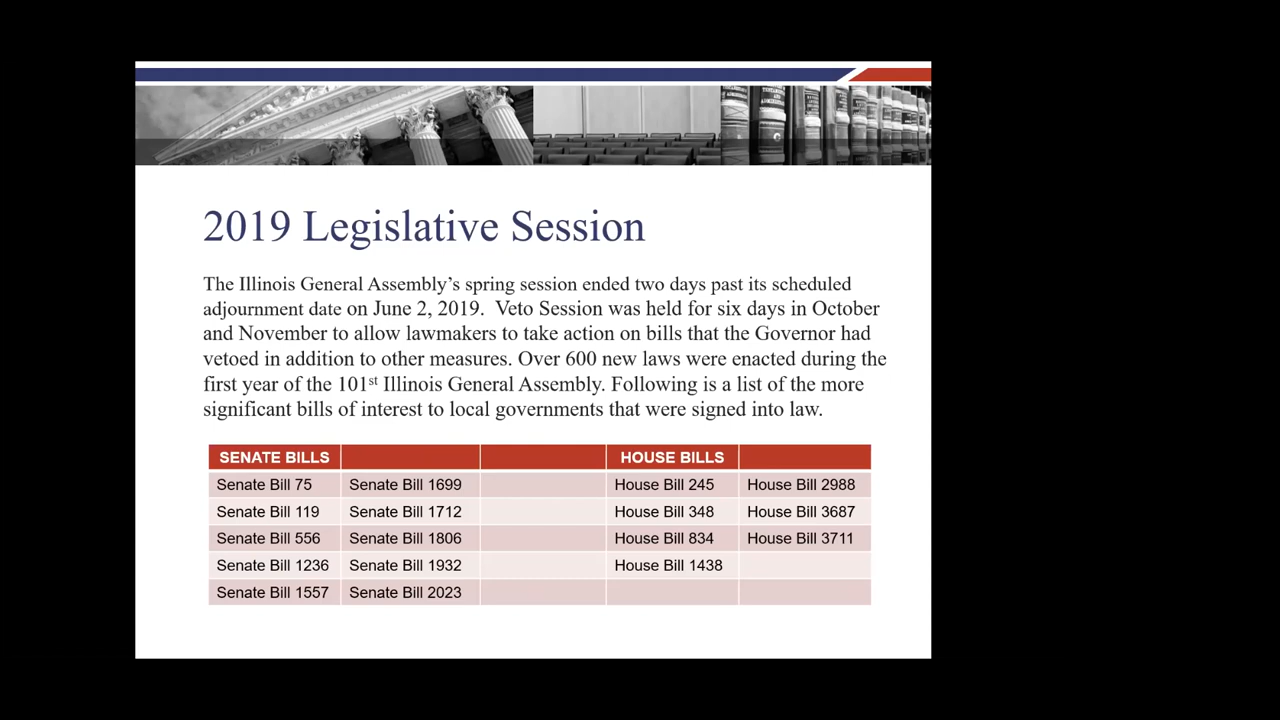 2019 Legislative Session
The Illinois General Assembly’s spring session ended two days past its scheduled
adjournment date on June 2, 2019.  Veto Session was held for six days in October
and November to allow lawmakers to take action on bills that the Governor had
vetoed in addition to other measures. Over 600 new laws were enacted during the
first year of the 101st Illinois General Assembly. Following is a list of the more
significant bills of interest to local governments that were signed into law.
SENATE BILLS HOUSE BILLS
Senate Bill 75 Senate Bill 1699 House Bill 245 House Bill 2988
Senate Bill 119 Senate Bill 1712 House Bill 348 House Bill 3687
Senate Bill 556 Senate Bill 1806 House Bill 834 House Bill 3711
Senate Bill 1236 Senate Bill 1932 House Bill 1438
Senate Bill 1557 Senate Bill 2023